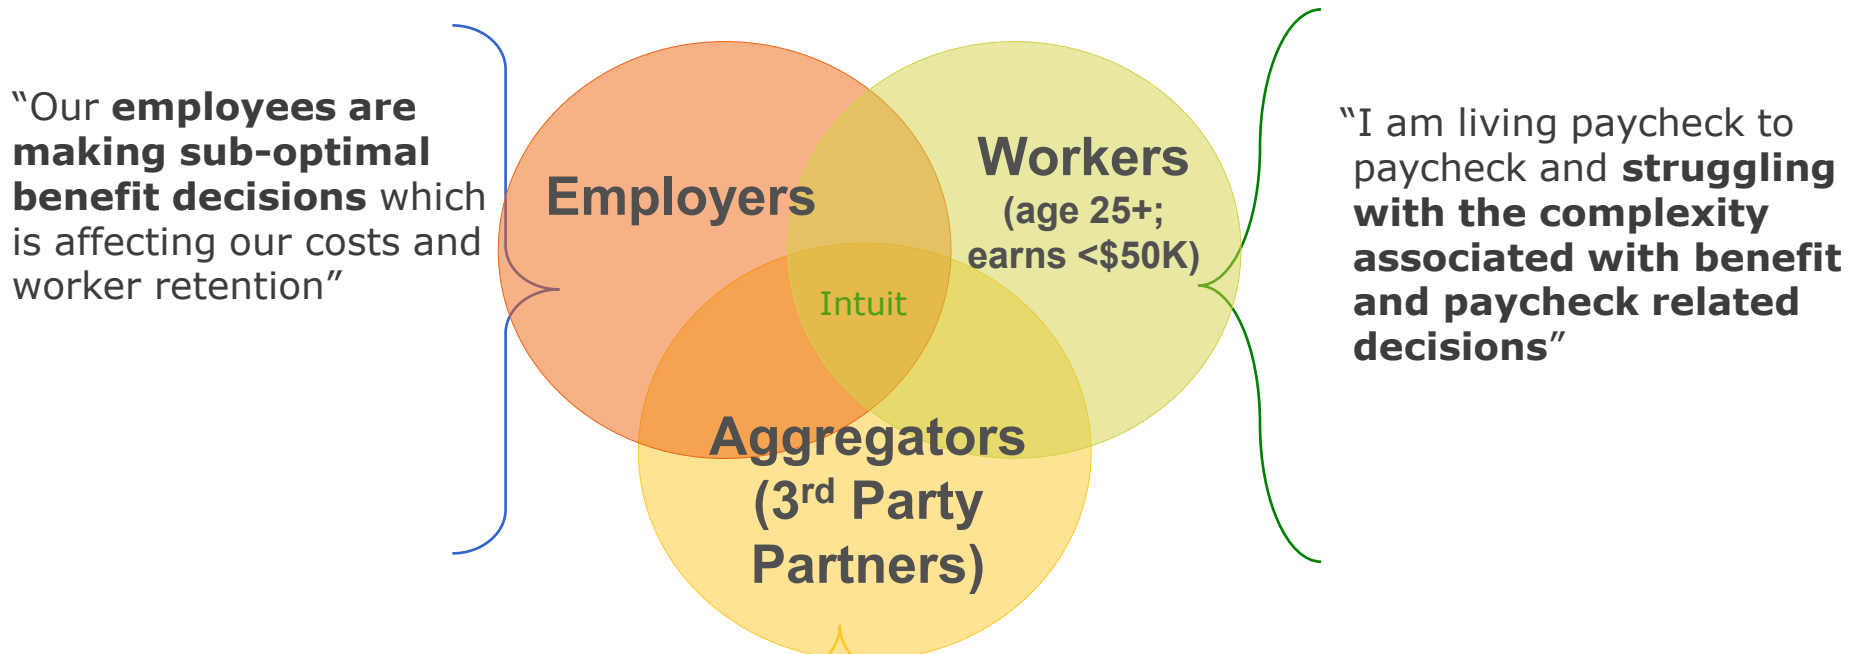 “Our employees are
making sub-optimal
benefit decisions which
is affecting our costs and
worker retention”
Employers
Workers
(age 25+;
earns <$50K)
Intuit
Aggregators
(3rd Party
Partners)
“I am living paycheck to
paycheck and struggling
with the complexity
associated with benefit
and paycheck related
decisions”